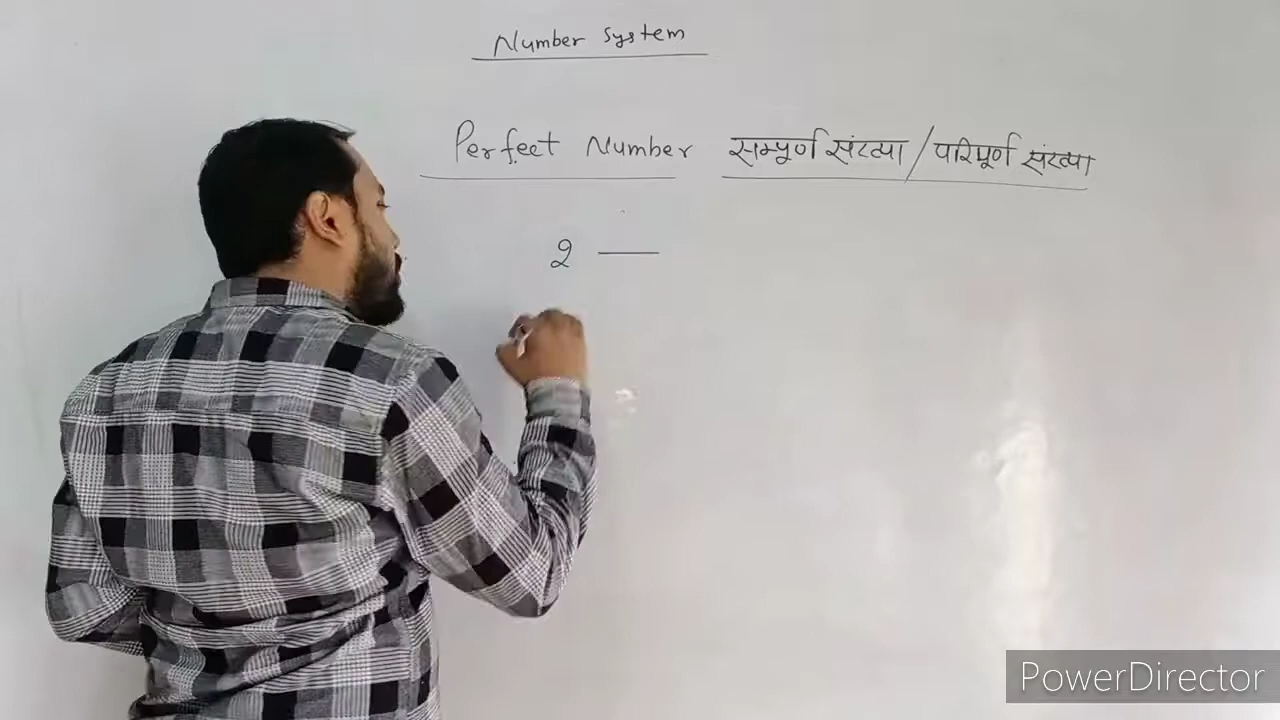 Number System
Perfect Number सम्पूर्ण संख्या / परिपूर्ण संख्या
2 —
PowerDirector